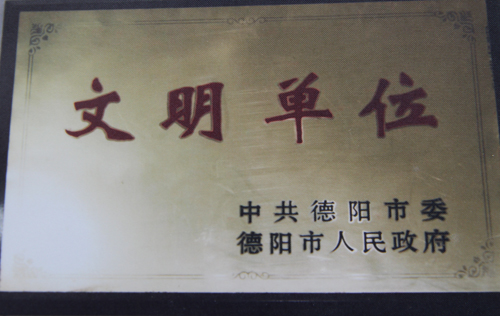 文明单位
中共德阳市委
德阳市人民政府